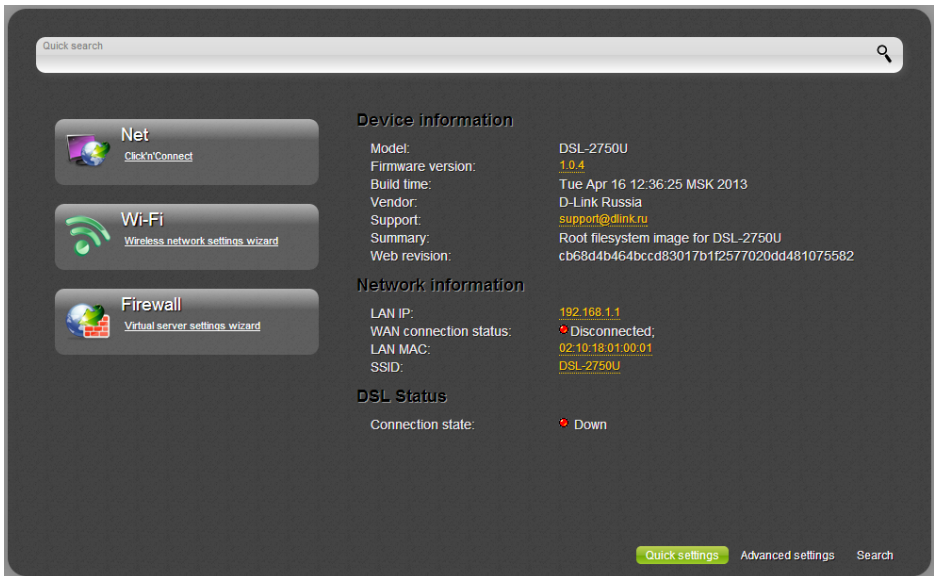 Quick search
Net
Click'n'Connect
Wi-Fi
Wireless network settings wizard
Firewall
Virtual server settings wizard
Device information
Model: DSL-2750U
Firmware version: 1.0.4
Build time: Tue Apr 16 12:36:25 MSK 2013
Vendor: D-Link Russia
Support: support@dlink.ru
Summary: Root filesystem image for DSL-2750U
Web revision: cb68d4b464bccd83017b1f2577020dd481075582
Network information
LAN IP: 192.168.1.1
WAN connection status: Disconnected;
LAN MAC: 02:10:18:01:00:01
SSID: DSL-2750U
DSL Status
Connection state: Down
Quick settings Advanced settings Search